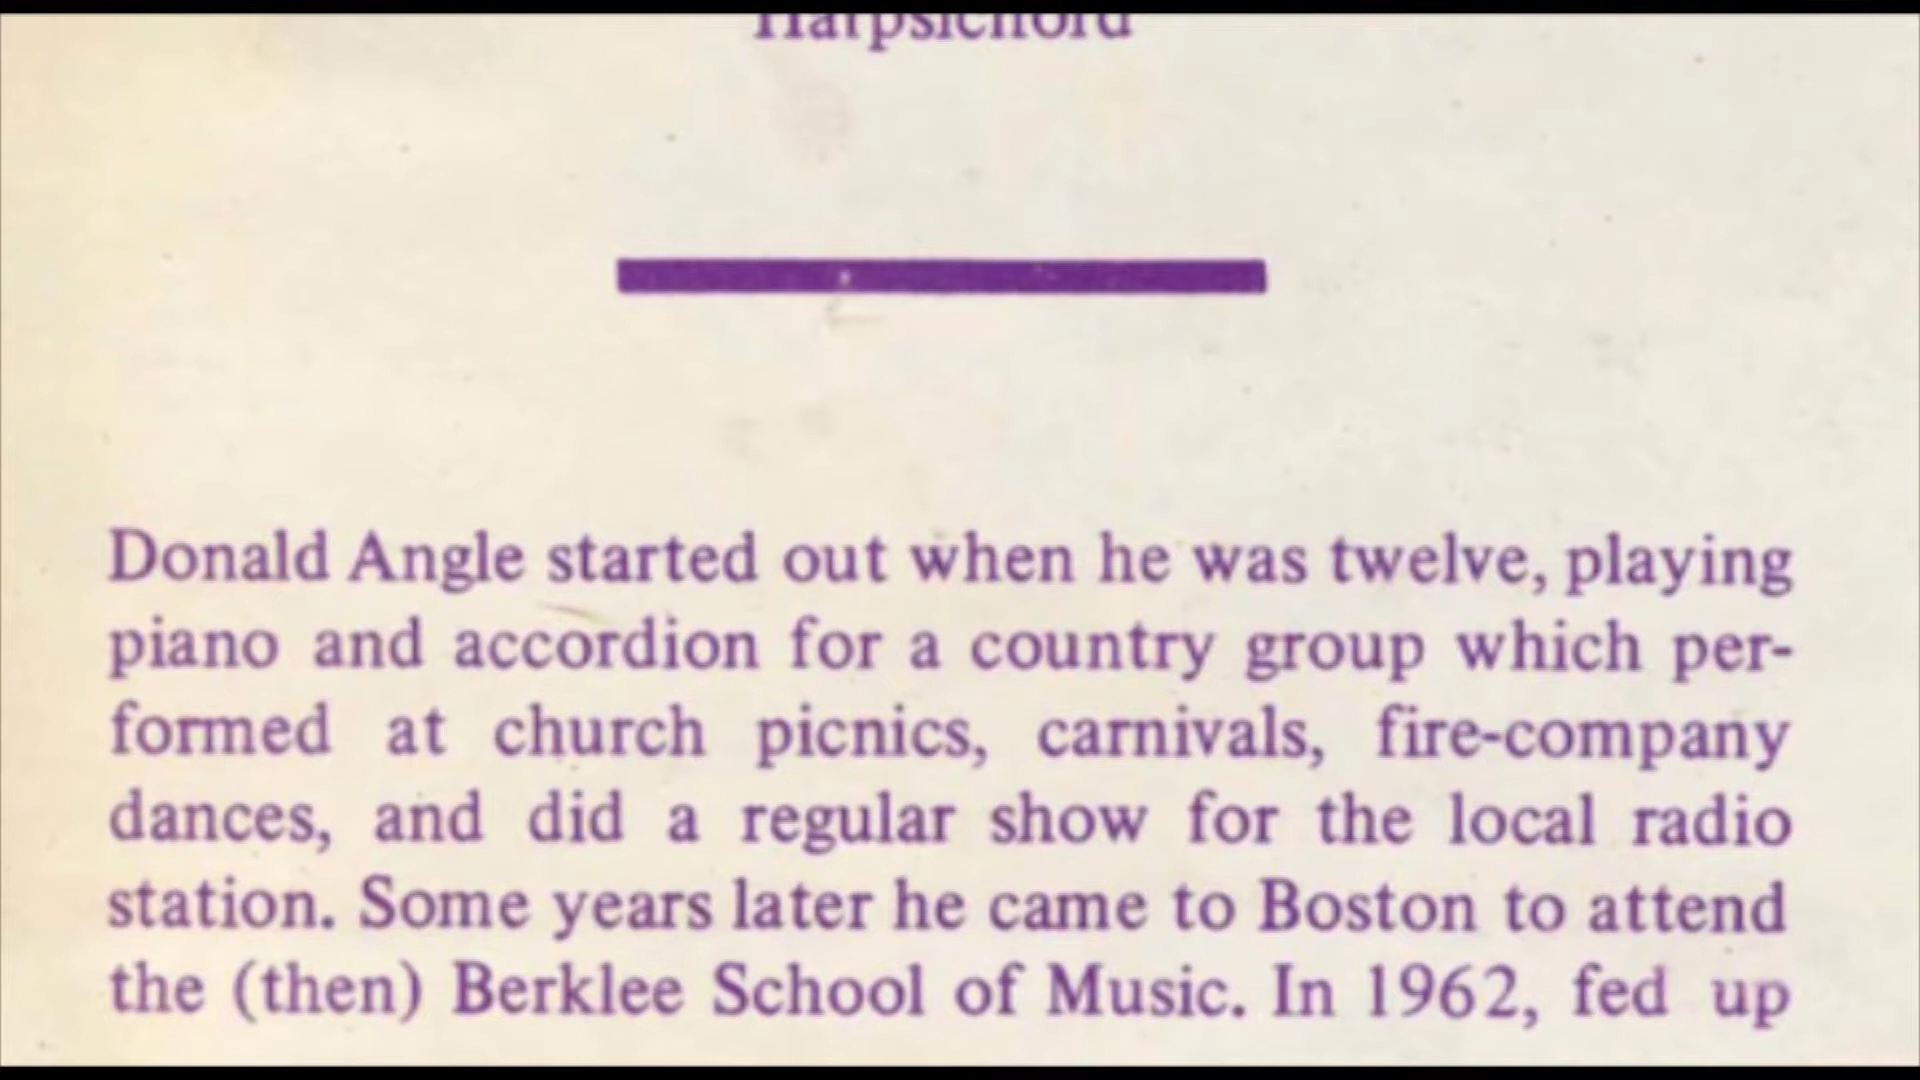 Harpsichord
Donald Angle started out when he was twelve, playing
piano and accordion for a country group which per-
formed at church picnics, carnivals, fire-company
dances, and did a regular show for the local radio
station. Some years later he came to Boston to attend
the (then) Berklee School of Music. In 1962, fed up